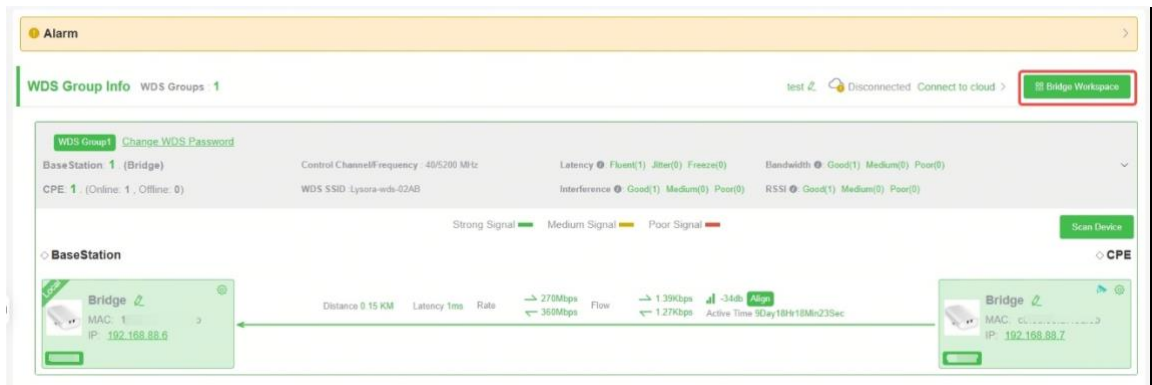 Alarm
WDS Group Info WDS Groups : 1
test Disconnected Connect to cloud > Bridge Workspace
WDS Group1 Change WDS Password
BaseStation: 1 . (Bridge) Control Channel/Frequency : 40/5200 MHz Latency : Fluent(1) Jitter(0) Freeze(0) Bandwidth : Good(1) Medium(0) Poor(0)
CPE: 1 . (Online: 1 , Offline: 0) WDS SSID :Lysora-wds-02AB Interference : Good(1) Medium(0) Poor(0) RSSI : Good(1) Medium(0) Poor(0)
Strong Signal Medium Signal Poor Signal
Scan Device
BaseStation CPE
Local
Bridge
MAC:
IP: 192.168.88.6
Distance 0.15 KM Latency 1ms Rate 270Mbps 360Mbps Flow 1.39Kbps 1.27Kbps -34db Align
Active Time 9Day18Hr18Min23Sec
Bridge
MAC:
IP: 192.168.88.7